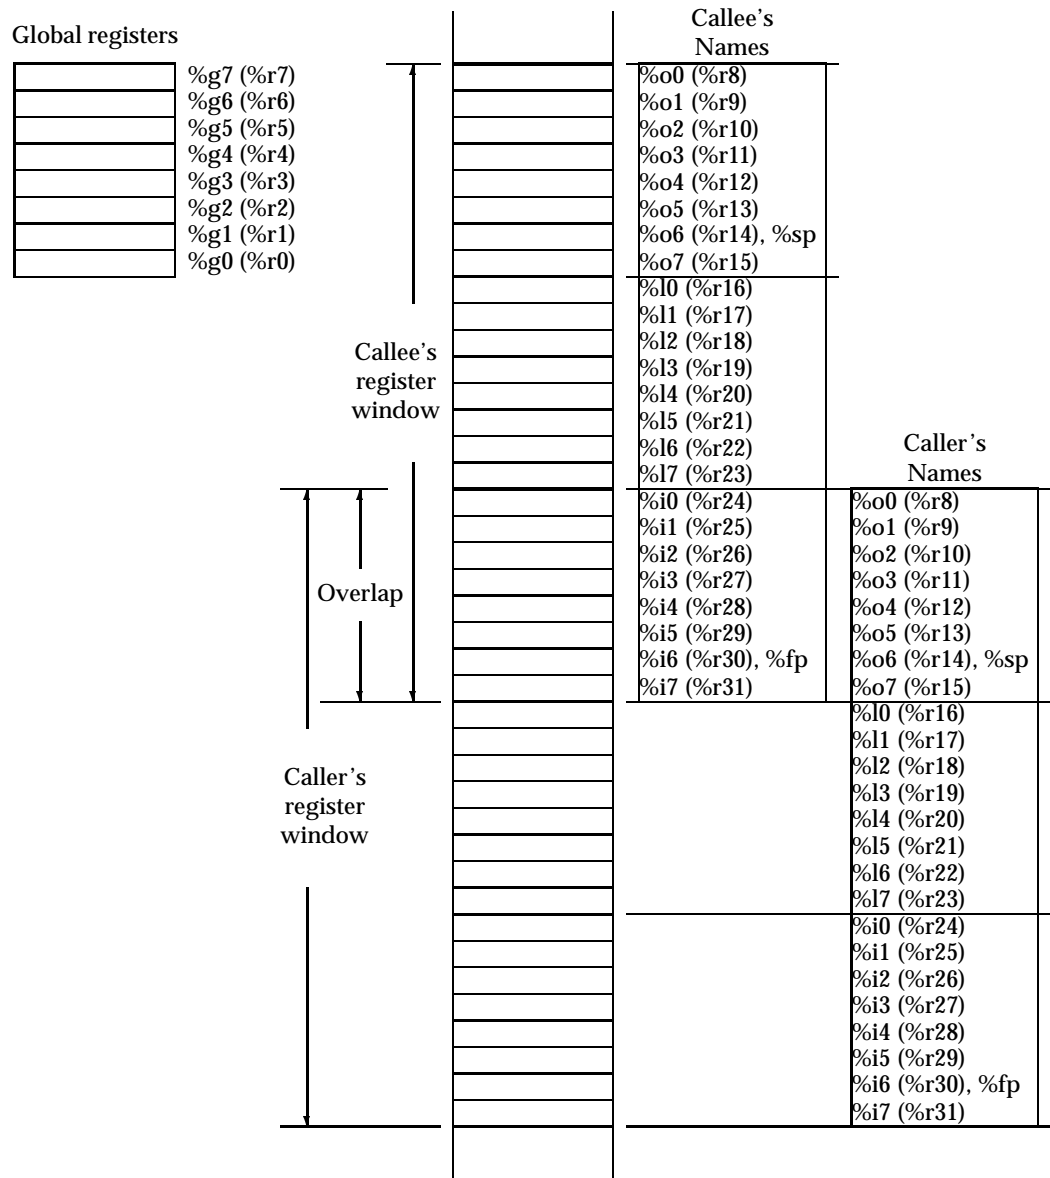 Global registers
%g7 (%r7)
%g6 (%r6)
%g5 (%r5)
%g4 (%r4)
%g3 (%r3)
%g2 (%r2)
%g1 (%r1)
%g0 (%r0)
Callee's
register
window
Overlap
Caller's
register
window
Callee's
Names
%o0 (%r8)
%o1 (%r9)
%o2 (%r10)
%o3 (%r11)
%o4 (%r12)
%o5 (%r13)
%o6 (%r14), %sp
%o7 (%r15)
%l0 (%r16)
%l1 (%r17)
%l2 (%r18)
%l3 (%r19)
%l4 (%r20)
%l5 (%r21)
%l6 (%r22)
%l7 (%r23)
%i0 (%r24)
%i1 (%r25)
%i2 (%r26)
%i3 (%r27)
%i4 (%r28)
%i5 (%r29)
%i6 (%r30), %fp
%i7 (%r31)
Caller's
Names
%o0 (%r8)
%o1 (%r9)
%o2 (%r10)
%o3 (%r11)
%o4 (%r12)
%o5 (%r13)
%o6 (%r14), %sp
%o7 (%r15)
%l0 (%r16)
%l1 (%r17)
%l2 (%r18)
%l3 (%r19)
%l4 (%r20)
%l5 (%r21)
%l6 (%r22)
%l7 (%r23)
%i0 (%r24)
%i1 (%r25)
%i2 (%r26)
%i3 (%r27)
%i4 (%r28)
%i5 (%r29)
%i6 (%r30), %fp
%i7 (%r31)